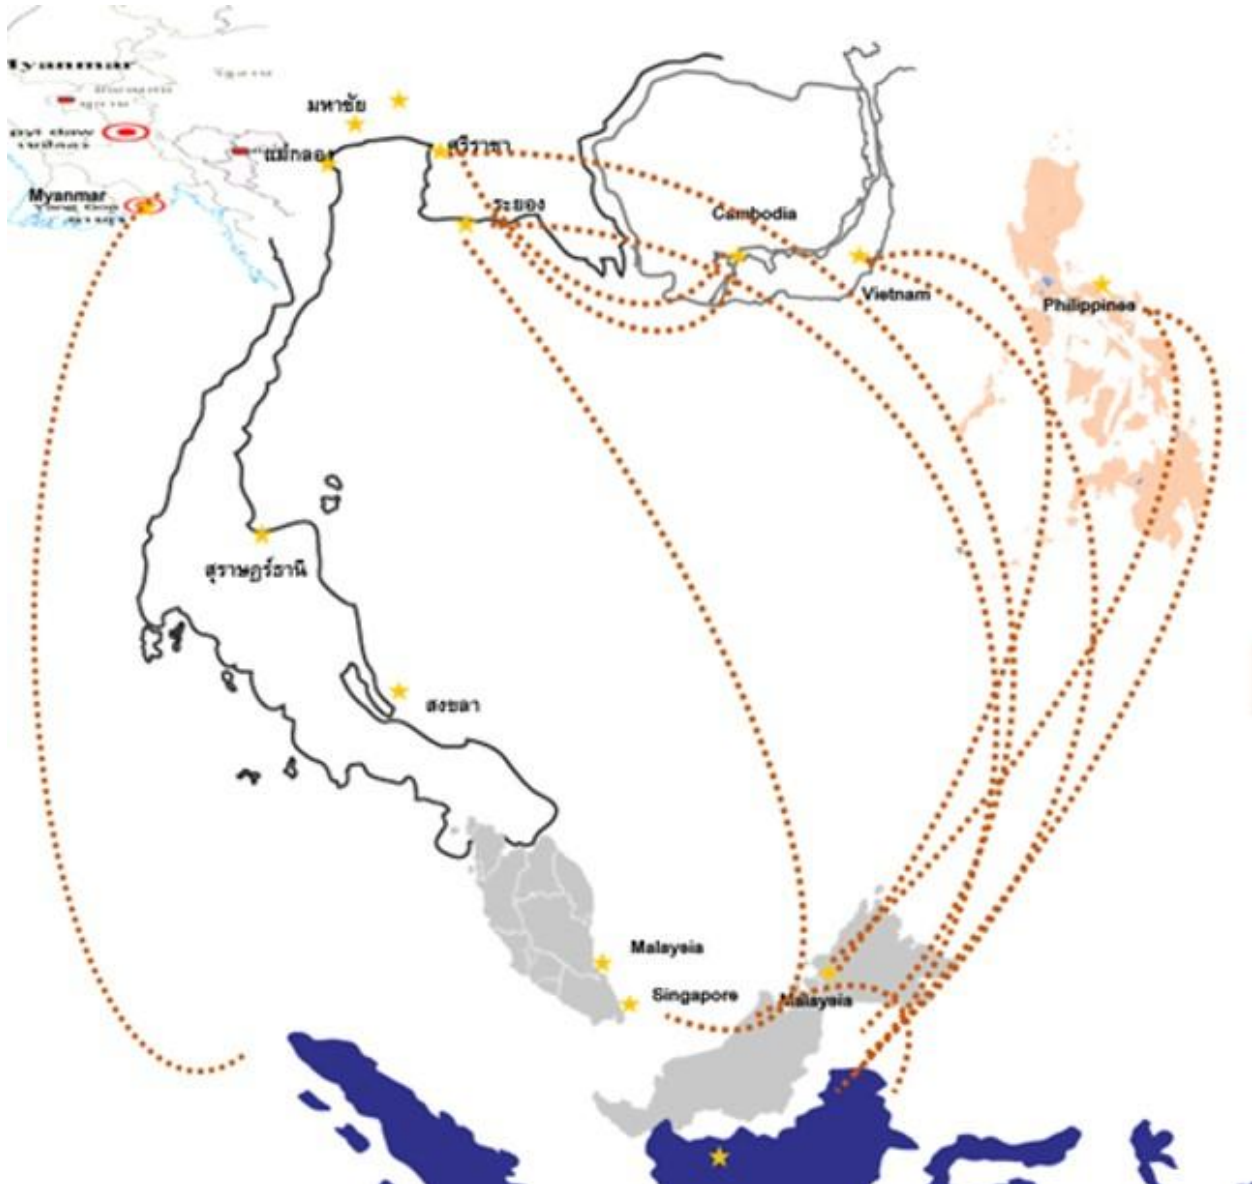 มหาชัย
แม่กลอง
ศรีราชา
Myanmar
ระยอง
Cambodia
Vietnam
Philippines
สุราษฎร์ธานี
สงขลา
Malaysia
Singapore
Malaysia